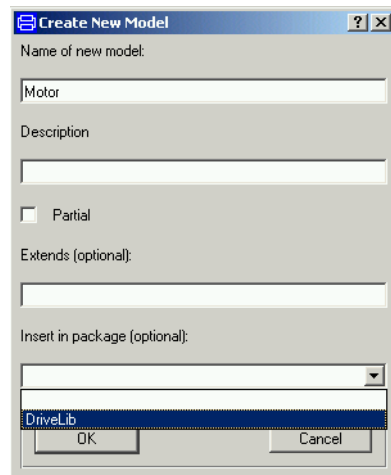 Create New Model
Name of new model:
Motor
Description
Partial
Extends (optional):
Insert in package (optional):
DriveLib
OK Cancel